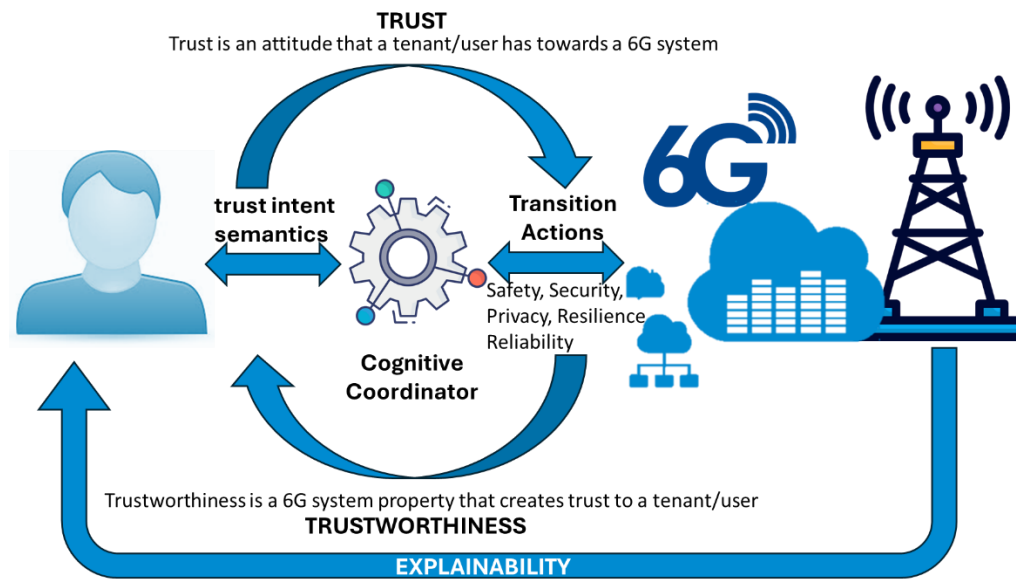 TRUST
Trust is an attitude that a tenant/user has towards a 6G system
6G
trust intent
semantics
Transition
Actions
Safety, Security,
Privacy, Resilience
Reliability
Cognitive
Coordinator
Trustworthiness is a 6G system property that creates trust to a tenant/user
TRUSTWORTHINESS
EXPLAINABILITY